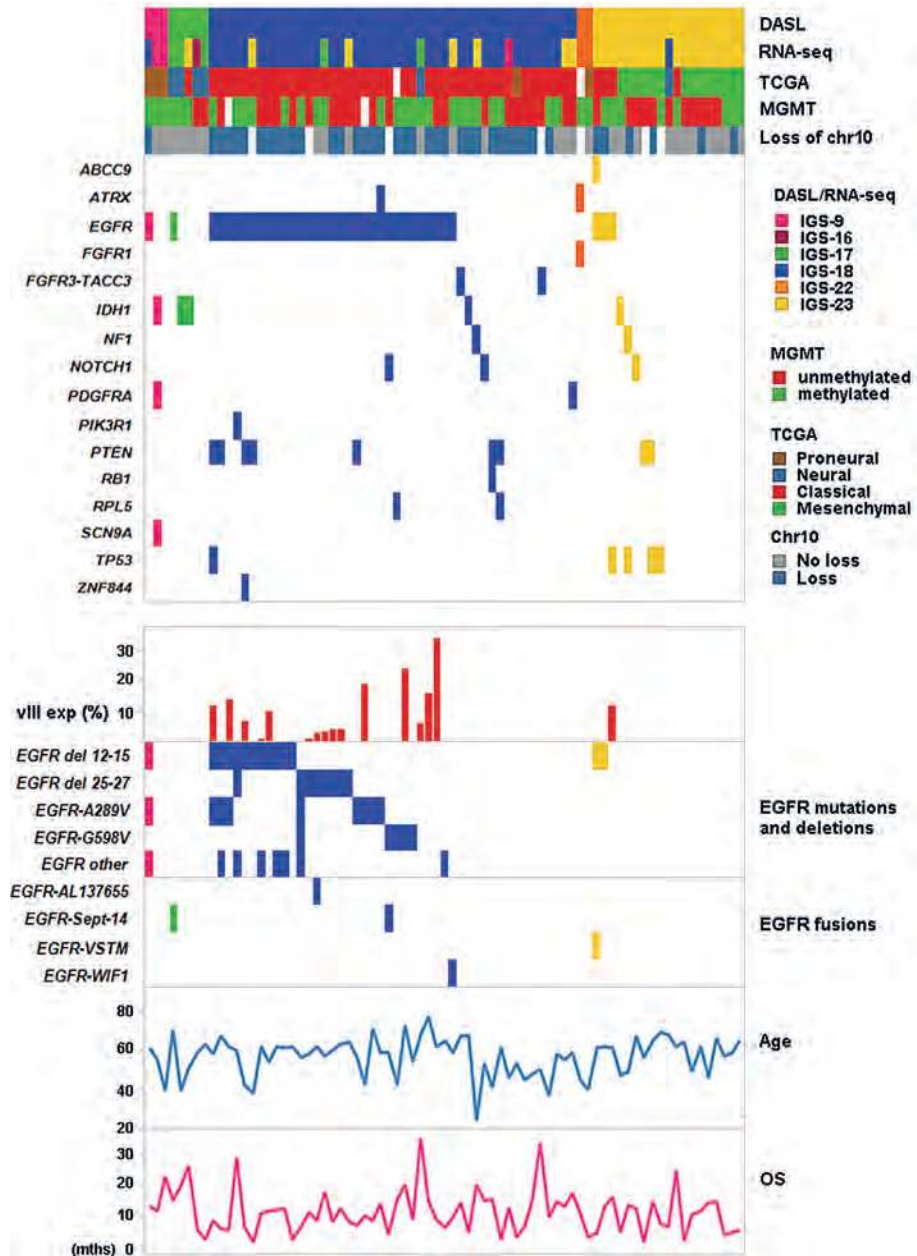 DASL
RNA-seq
TCGA
MGMT
Loss of chr10
ABCC9
ATRX
EGFR
FGFR1
FGFR3-TACC3
IDH1
NF1
NOTCH1
PDGFRA
PIK3R1
PTEN
RB1
RPL5
SCN9A
TP53
ZNF844
DASL/RNA-seq
IGS-9
IGS-16
IGS-17
IGS-18
IGS-22
IGS-23
MGMT
unmethylated
methylated
TCGA
Proneural
Neural
Classical
Mesenchymal
Chr10
No loss
Loss
30
20
10
vIII exp (%)
EGFR del 12-15
EGFR del 25-27
EGFR-A289V
EGFR-G598V
EGFR other
EGFR mutations
and deletions
EGFR-AL137655
EGFR-Sept-14
EGFR-VSTM
EGFR-WIF1
EGFR fusions
80
60
40
20
Age
30
20
10
(mths) 0
OS